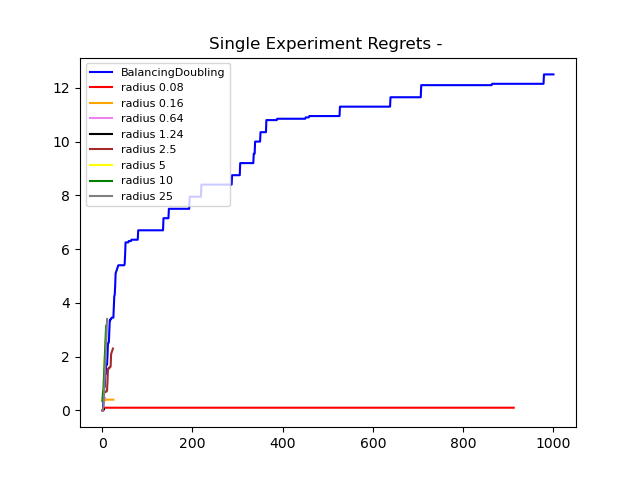 Single Experiment Regrets -
BalancingDoubling
radius 0.08
radius 0.16
radius 0.64
radius 1.24
radius 2.5
radius 5
radius 10
radius 25
12
10
8
6
4
2
0
0 200 400 600 800 1000